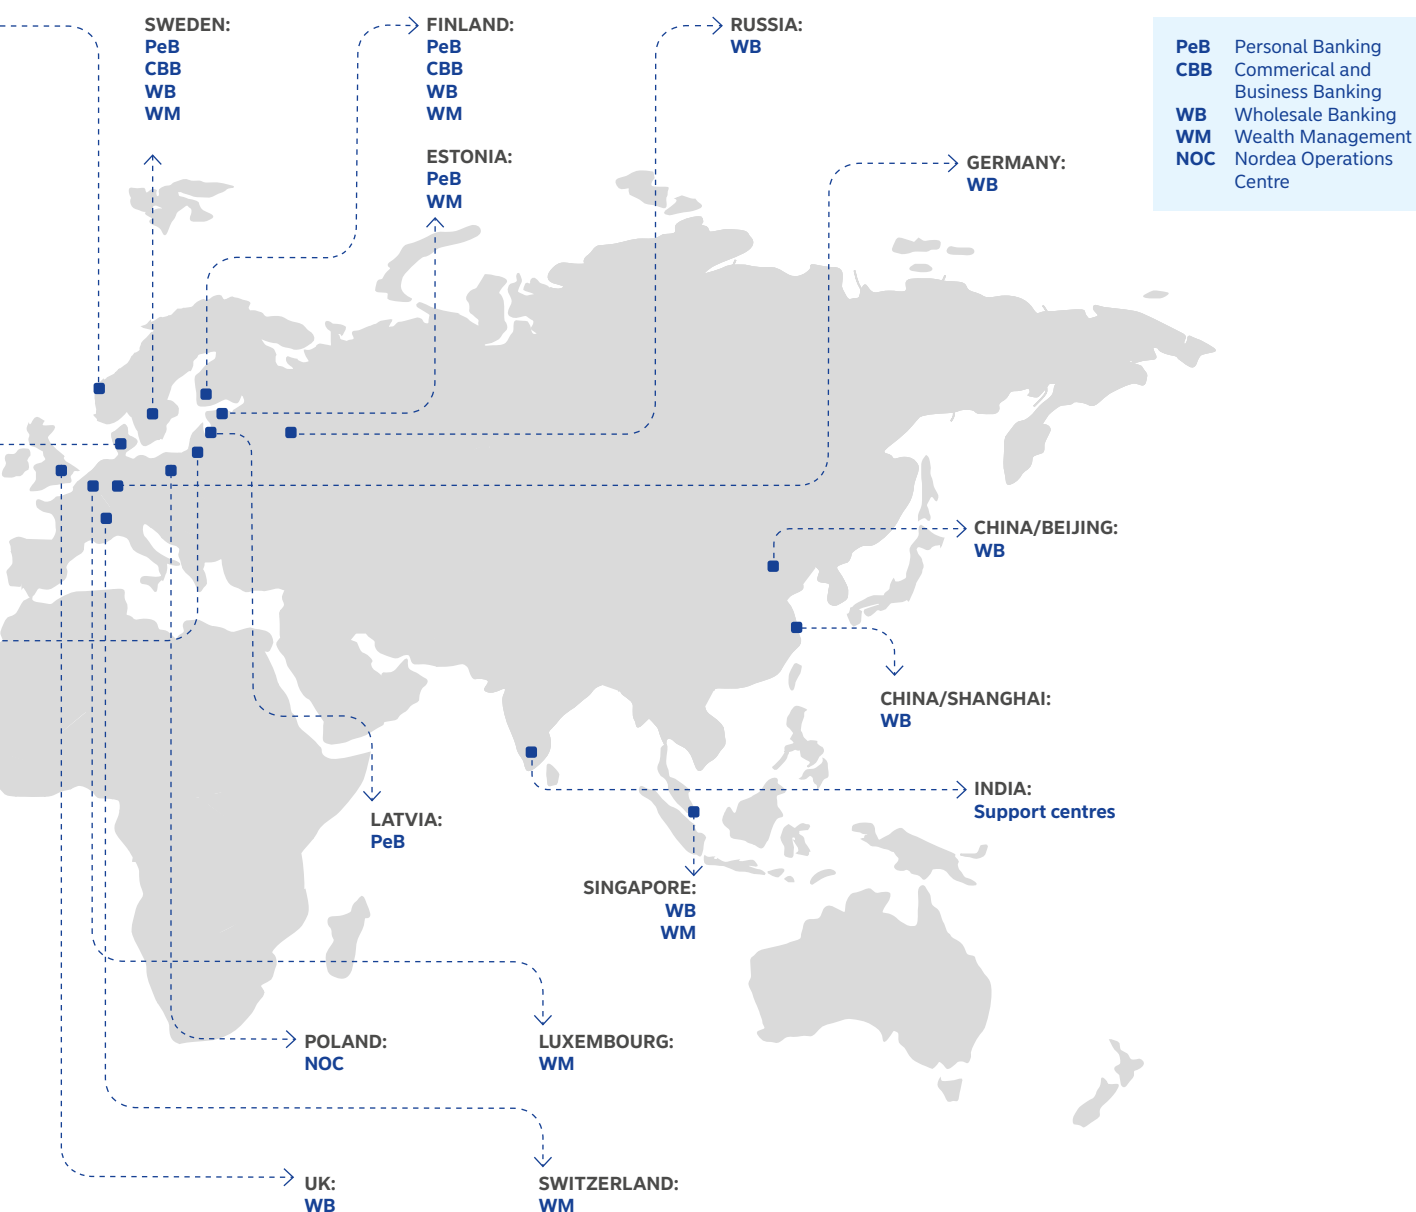 SWEDEN:
PeB
CBB
WB
WM
FINLAND:
PeB
CBB
WB
WM
ESTONIA:
PeB
WM
RUSSIA:
WB
GERMANY:
WB
PeB Personal Banking
CBB Commerical and
Business Banking
WB Wholesale Banking
WM Wealth Management
NOC Nordea Operations
Centre
CHINA/BEIJING:
WB
CHINA/SHANGHAI:
WB
INDIA:
Support centres
LATVIA:
PeB
SINGAPORE:
WB
WM
POLAND:
NOC
LUXEMBOURG:
WM
UK:
WB
SWITZERLAND:
WM